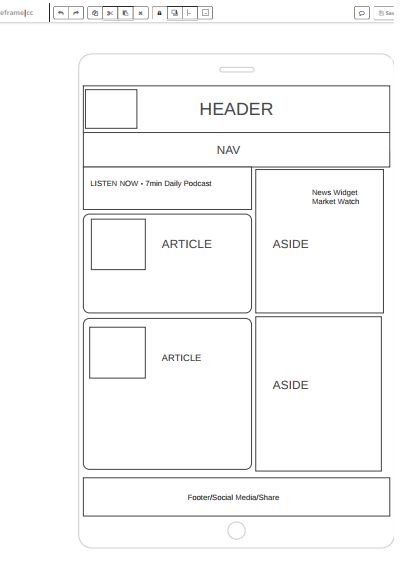 eframe|cc
HEADER
NAV
LISTEN NOW • 7min Daily Podcast
News Widget
Market Watch
ARTICLE
ASIDE
ARTICLE
ASIDE
Footer/Social Media/Share